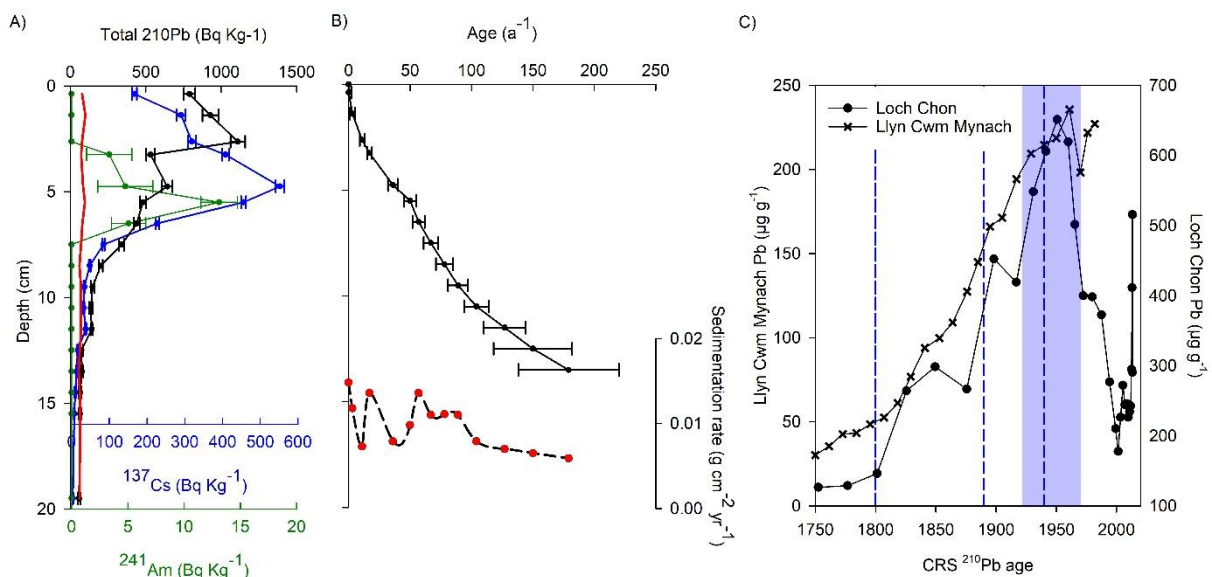 A)
Total 210Pb (Bq Kg-1)
0 500 1000 1500
0
5
10
15
20
Depth (cm)
0 100 200 300 400 500 600
137Cs (Bq Kg-1)
0 5 10 15 20
241Am (Bq Kg-1)
B)
Age (a-1)
0 50 100 150 200 250
0.02
0.01
0.00
Sedimentation rate (g cm-2 yr-1)
C)
Loch Chon
Llyn Cwm Mynach
250
200
150
100
50
0
Llyn Cwm Mynach Pb (µg g-1)
700
600
500
400
300
200
100
Loch Chon Pb (µg g-1)
1750 1800 1850 1900 1950 2000
CRS 210Pb age